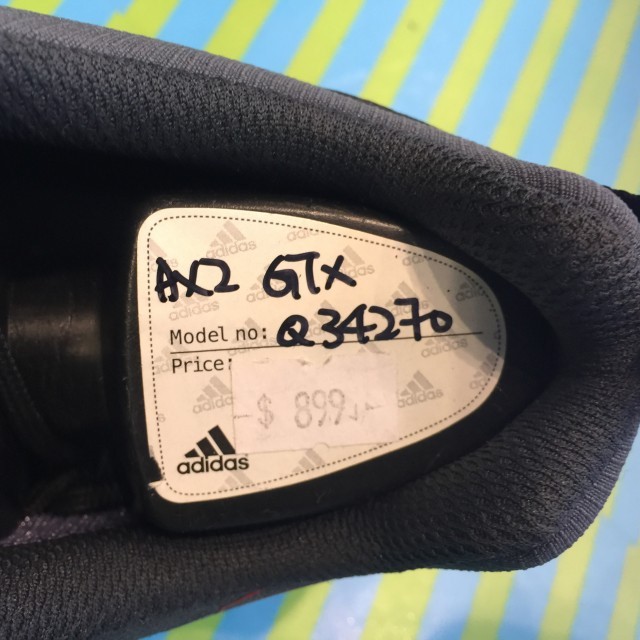 AX2 GTX
Model no: Q34270
Price:
$ 899
adidas